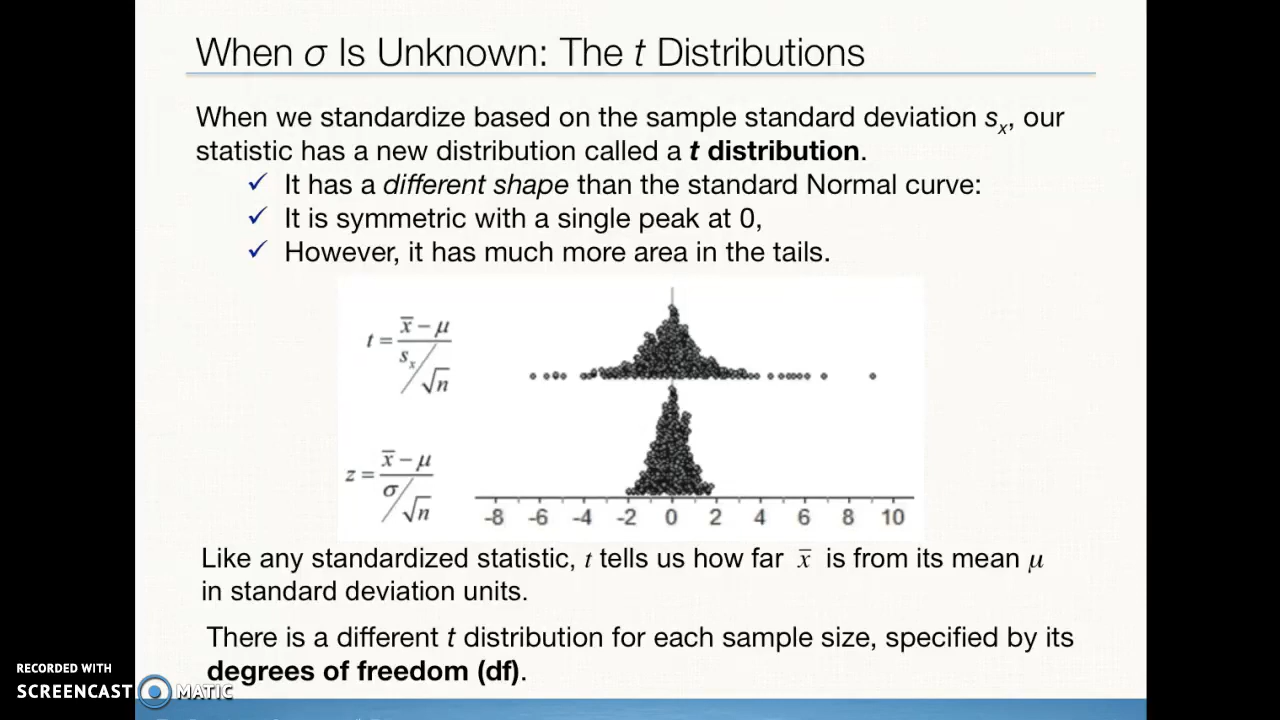 When σ Is Unknown: The t Distributions
When we standardize based on the sample standard deviation sₓ, our
statistic has a new distribution called a t distribution.
✓ It has a different shape than the standard Normal curve:
✓ It is symmetric with a single peak at 0,
✓ However, it has much more area in the tails.
t = (x̄ − μ) / (sₓ/√n)
z = (x̄ − μ) / (σ/√n)
-8 -6 -4 -2 0 2 4 6 8 10
Like any standardized statistic, t tells us how far x̄ is from its mean μ
in standard deviation units.
There is a different t distribution for each sample size, specified by its
degrees of freedom (df).
RECORDED WITH
SCREENCAST MATIC